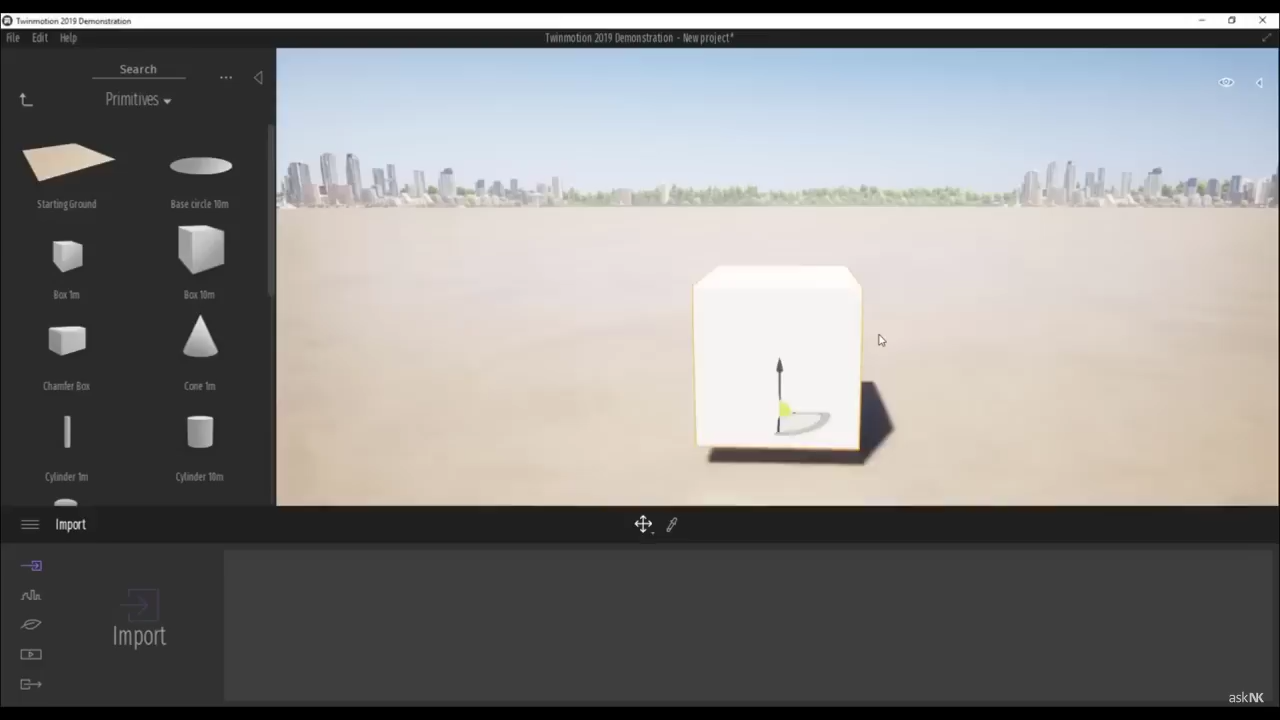 Twinmotion 2019 Demonstration
File Edit Help
Twinmotion 2019 Demonstration - New project*
Search
Primitives
Starting Ground
Base circle 10m
Box 1m
Box 10m
Chamfer Box
Cone 1m
Cylinder 1m
Cylinder 10m
Import
Import
askNK